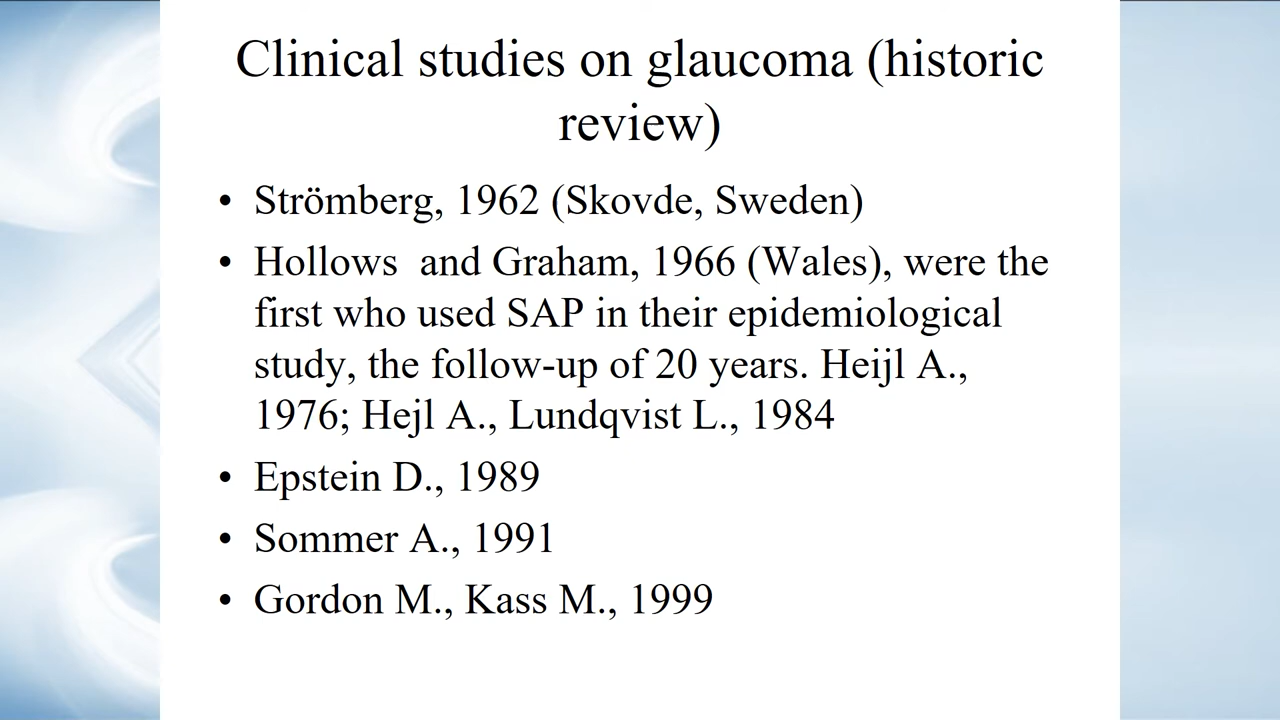 Clinical studies on glaucoma (historic
review)
• Strömberg, 1962 (Skovde, Sweden)
• Hollows  and Graham, 1966 (Wales), were the
first who used SAP in their epidemiological
study, the follow-up of 20 years. Heijl A.,
1976; Hejl A., Lundqvist L., 1984
• Epstein D., 1989
• Sommer A., 1991
• Gordon M., Kass M., 1999